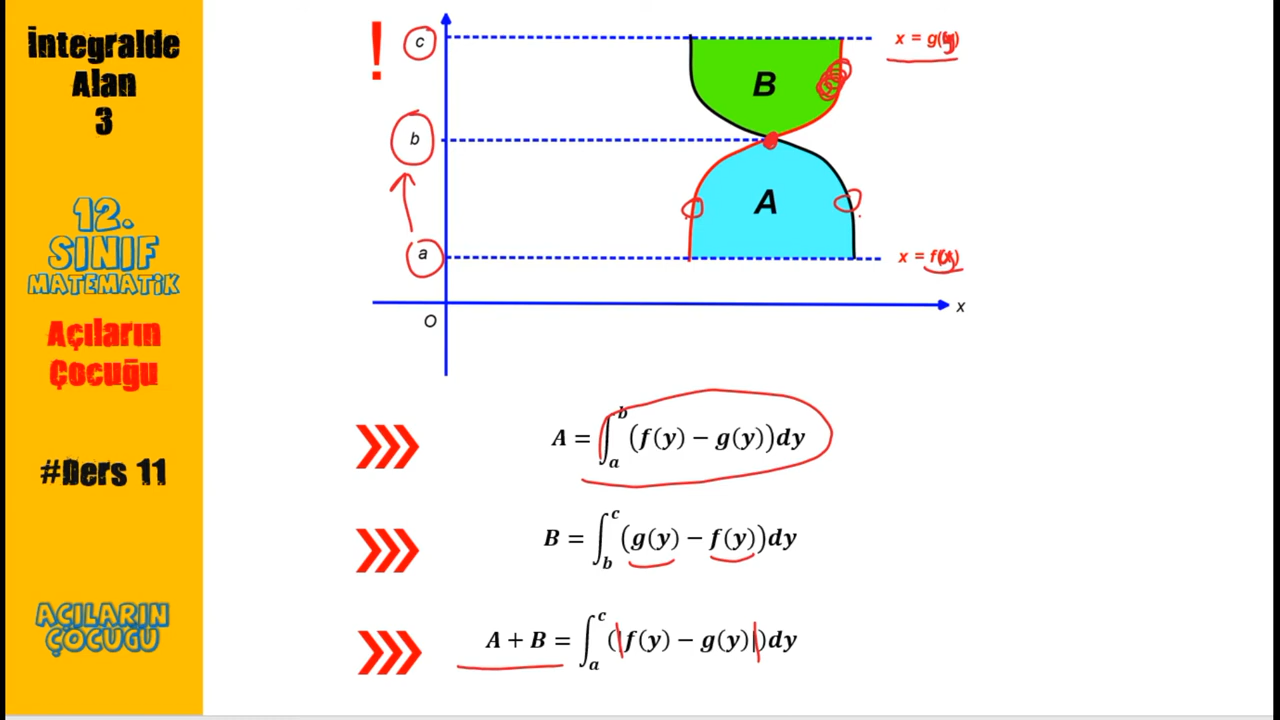 İntegralde
Alan
3
12.
SINIF
MATEMATİK
Açıların
Çocuğu
#Ders 11
AÇILARIN
ÇOCUĞU
!
c
x = g(y)
B
b
A
a
x = f(y)
O
x
A = ∫_a^b (f(y) − g(y))dy
B = ∫_b^c (g(y) − f(y))dy
A + B = ∫_a^c (|f(y) − g(y)|)dy